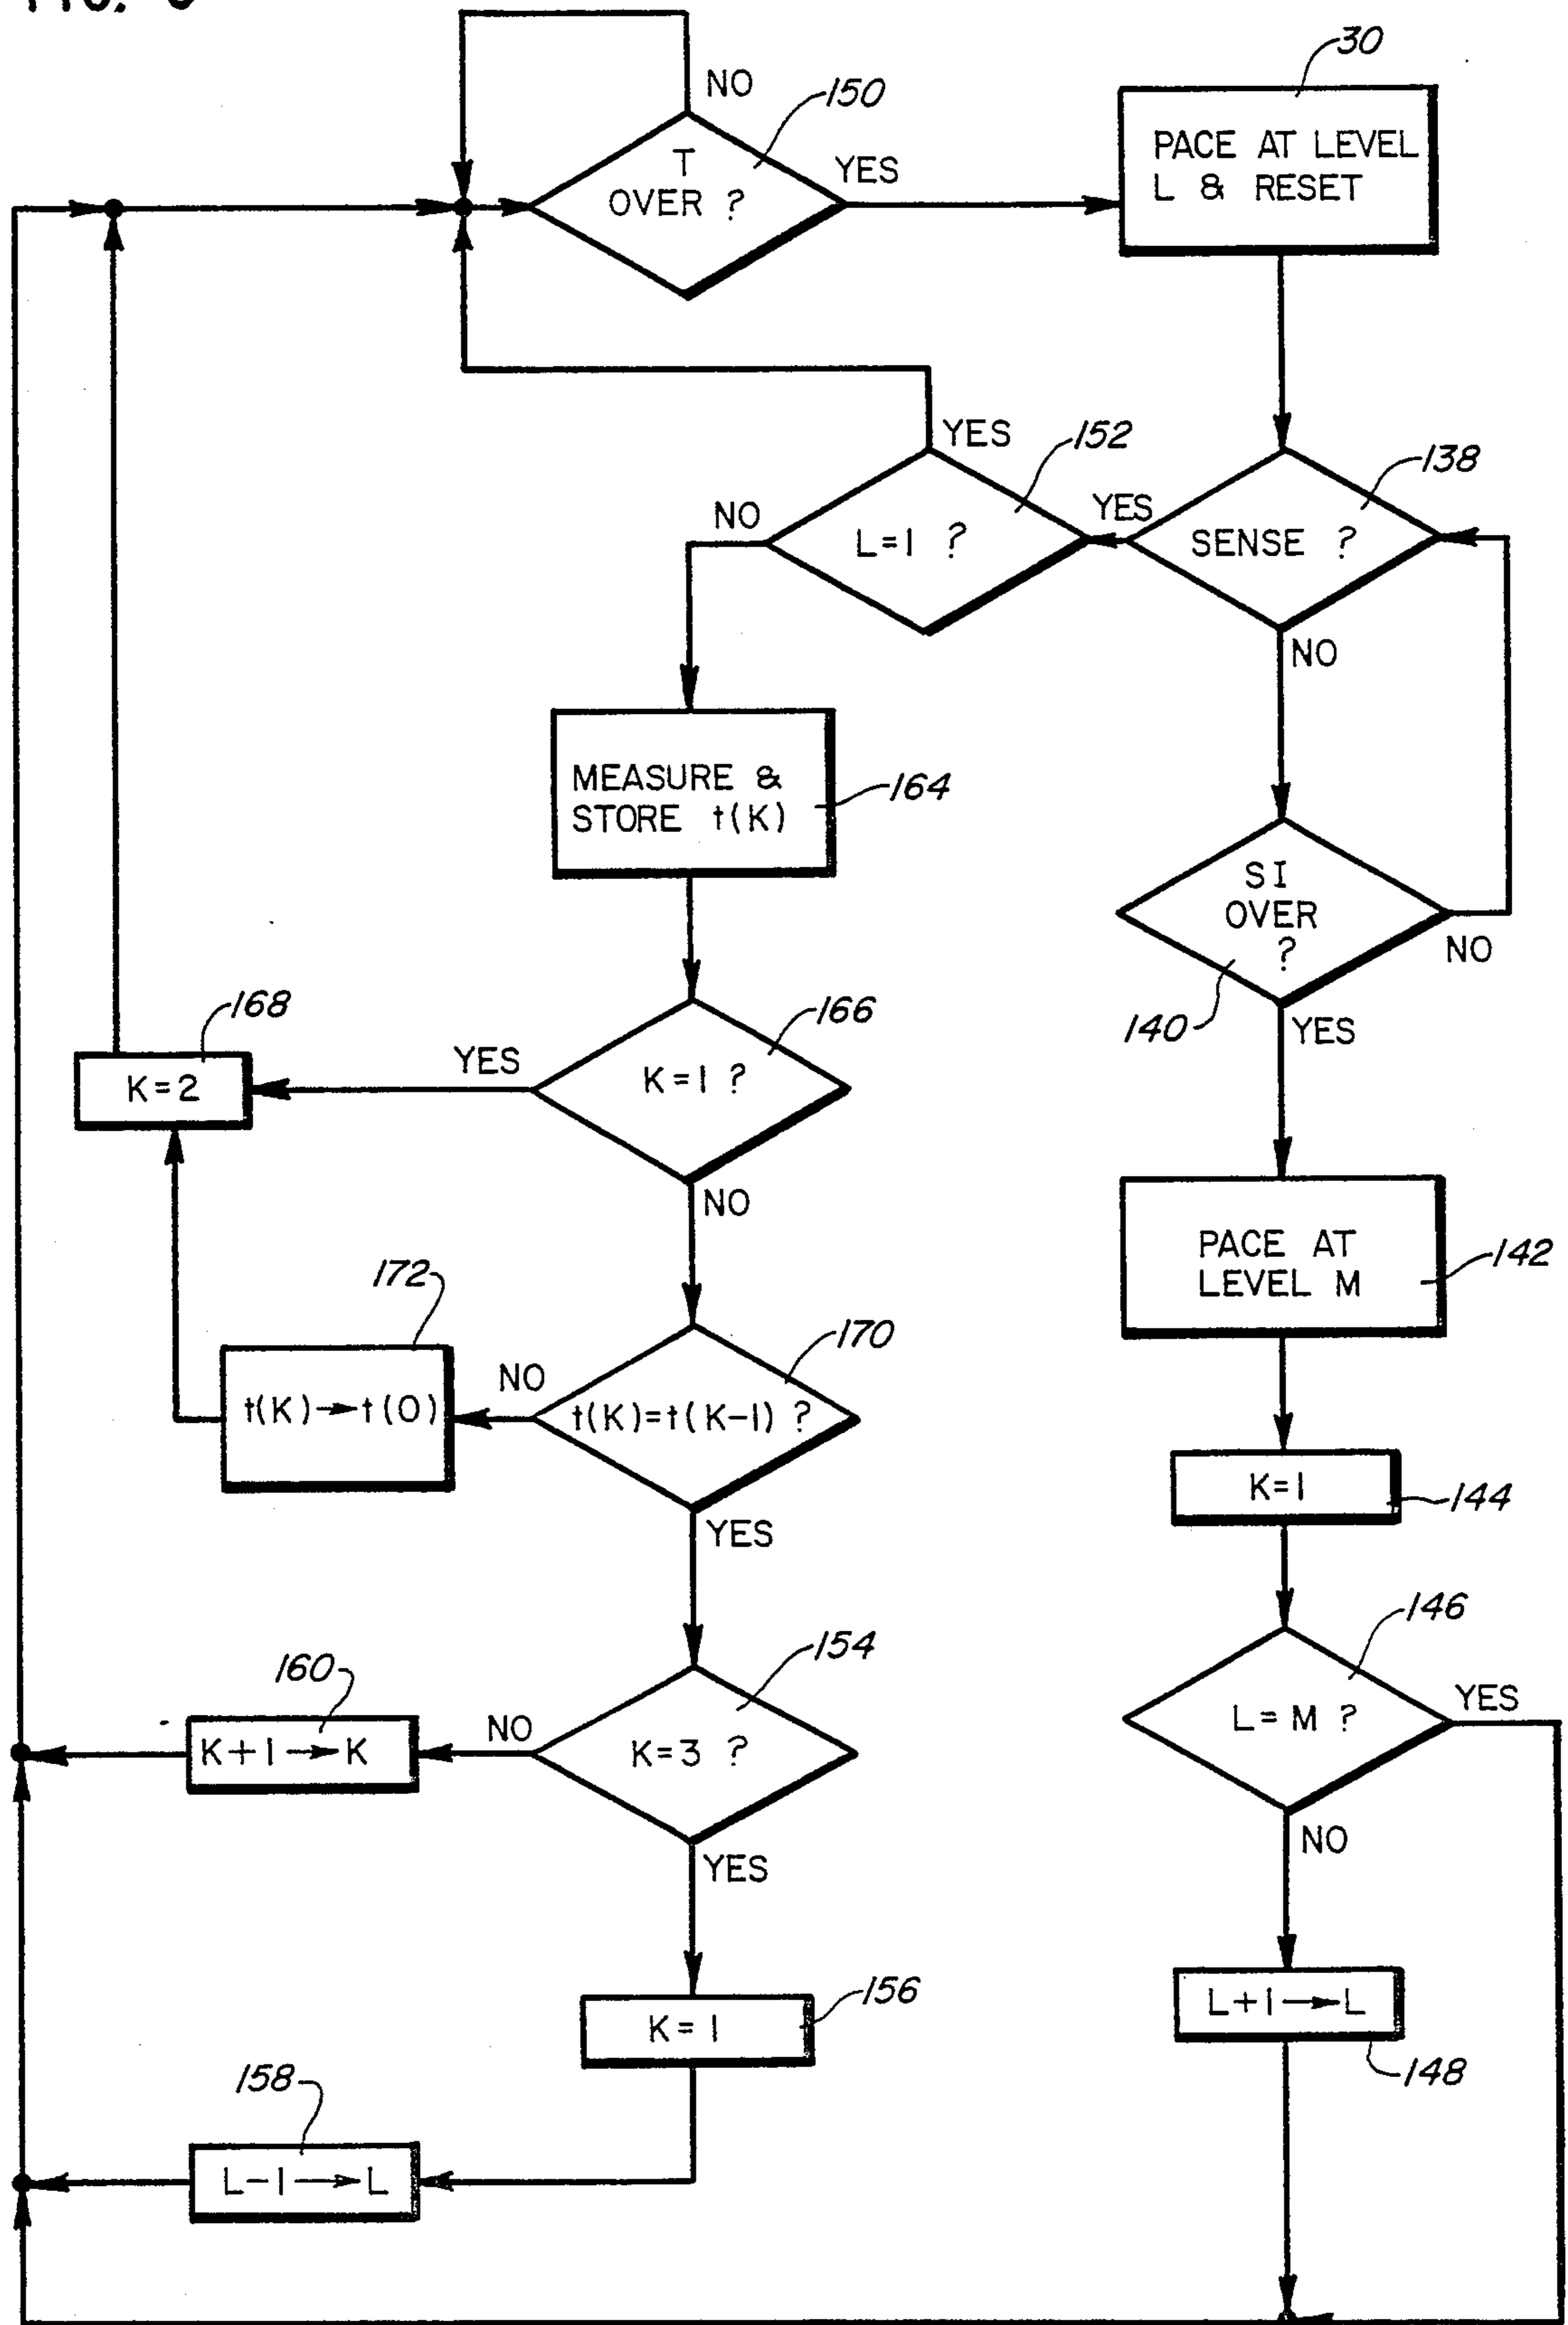 NO
150
T
OVER ?
YES
30
PACE AT LEVEL
L & RESET
YES
152
138
NO
L=1 ?
YES
SENSE ?
NO
MEASURE &
STORE t(K)
164
SI
OVER
?
NO
140
YES
168
K=2
YES
166
K=1 ?
NO
PACE AT
LEVEL M
142
172
t(K)→t(0)
NO
170
t(K)=t(K-1) ?
YES
K=1
144
160
K+1→K
NO
154
K=3 ?
YES
146
L=M ?
YES
NO
156
K=1
L+1→L
148
158
L-1→L